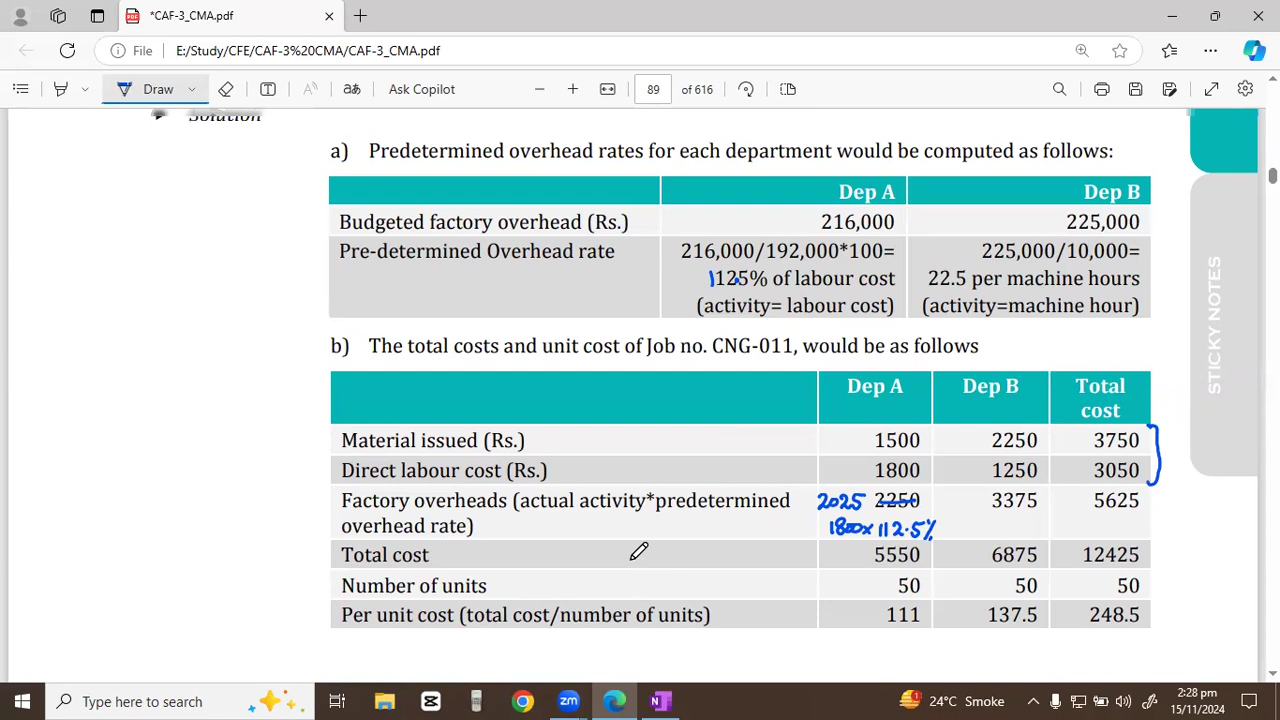 *CAF-3_CMA.pdf
File E:/Study/CFE/CAF-3%20CMA/CAF-3_CMA.pdf
Draw Ask Copilot 89 of 616
Solution
a) Predetermined overhead rates for each department would be computed as follows:
Dep A Dep B
Budgeted factory overhead (Rs.) 216,000 225,000
Pre-determined Overhead rate 216,000/192,000*100= 225,000/10,000=
112.5% of labour cost 22.5 per machine hours
(activity= labour cost) (activity=machine hour)
STICKY NOTES
b) The total costs and unit cost of Job no. CNG-011, would be as follows
Dep A Dep B Total
cost
Material issued (Rs.) 1500 2250 3750
Direct labour cost (Rs.) 1800 1250 3050
Factory overheads (actual activity*predetermined 2025 2250 3375 5625
overhead rate) 1800x 112.5%
Total cost 5550 6875 12425
Number of units 50 50 50
Per unit cost (total cost/number of units) 111 137.5 248.5
Type here to search zm 24°C Smoke 2:28 pm
15/11/2024